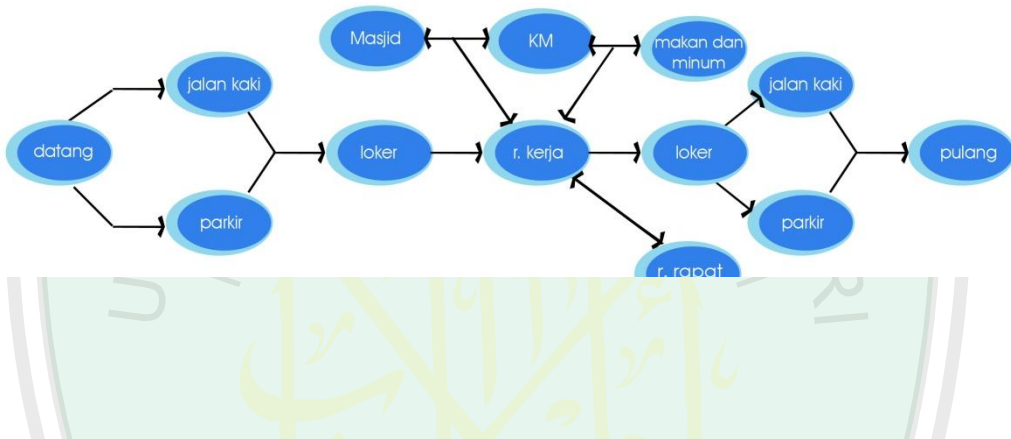 Masjid
KM
makan dan
minum
jalan kaki
jalan kaki
datang
loker
r. kerja
loker
pulang
parkir
parkir
r. rapat